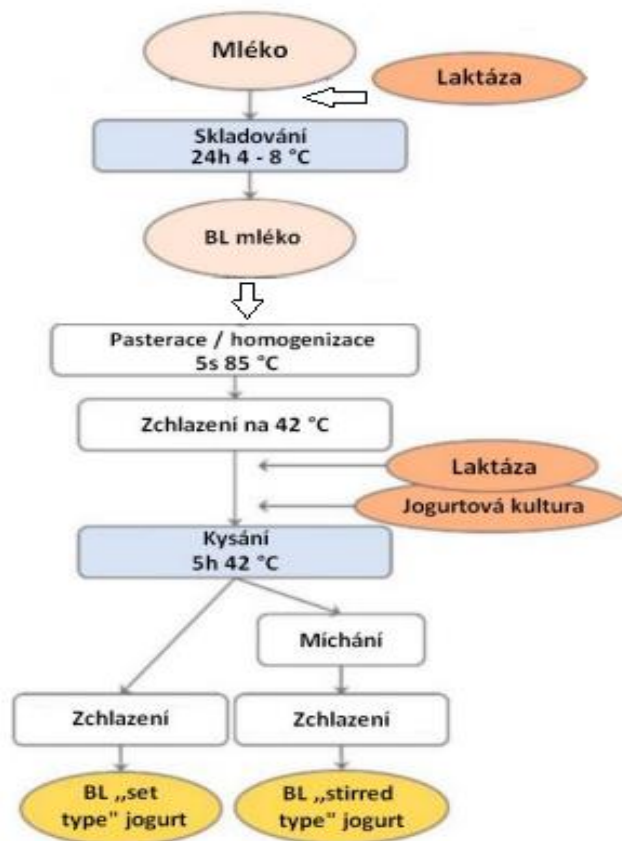 Mléko
Laktáza
Skladování
24h 4 - 8 °C
BL mléko
Pasterace / homogenizace
5s 85 °C
Zchlazení na 42 °C
Laktáza
Jogurtová kultura
Kysání
5h 42 °C
Míchání
Zchlazení
Zchlazení
BL „set
type" jogurt
BL „stirred
type" jogurt